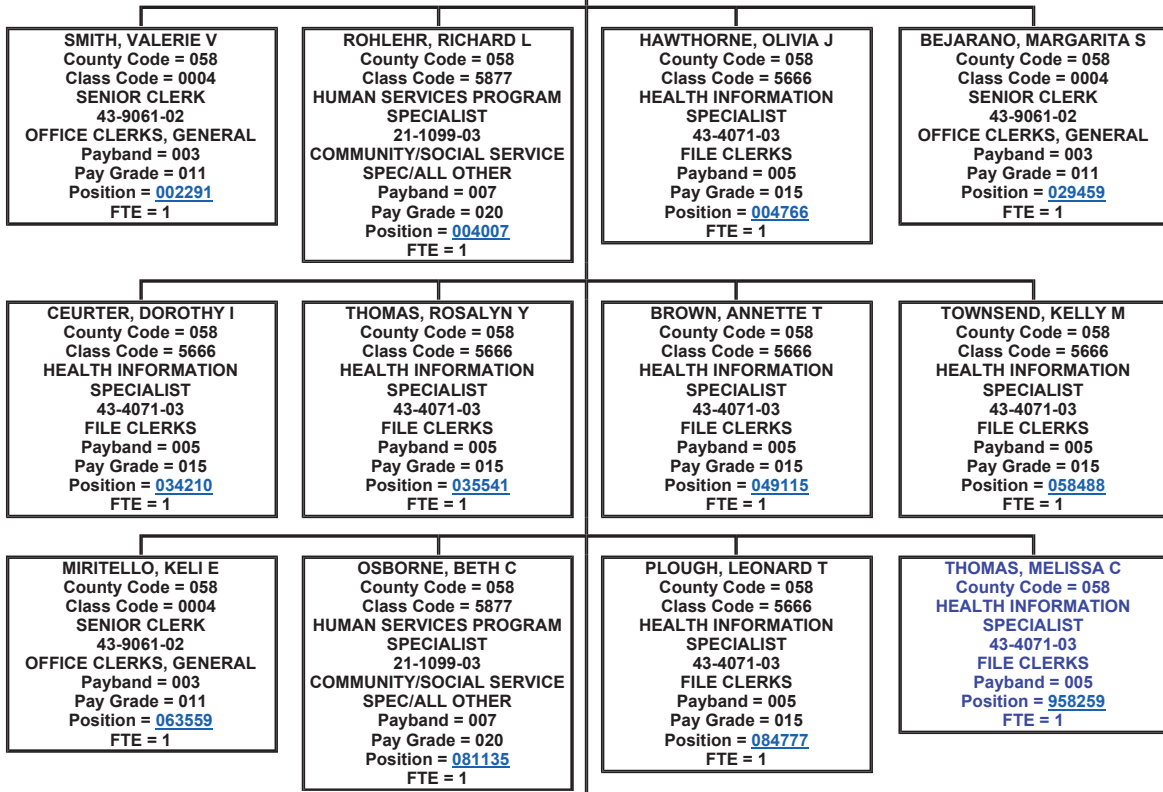 SMITH, VALERIE V
County Code = 058
Class Code = 0004
SENIOR CLERK
43-9061-02
OFFICE CLERKS, GENERAL
Payband = 003
Pay Grade = 011
Position = 002291
FTE = 1
ROHLEHR, RICHARD L
County Code = 058
Class Code = 5877
HUMAN SERVICES PROGRAM
SPECIALIST
21-1099-03
COMMUNITY/SOCIAL SERVICE
SPEC/ALL OTHER
Payband = 007
Pay Grade = 020
Position = 004007
FTE = 1
HAWTHORNE, OLIVIA J
County Code = 058
Class Code = 5666
HEALTH INFORMATION
SPECIALIST
43-4071-03
FILE CLERKS
Payband = 005
Pay Grade = 015
Position = 004766
FTE = 1
BEJARANO, MARGARITA S
County Code = 058
Class Code = 0004
SENIOR CLERK
43-9061-02
OFFICE CLERKS, GENERAL
Payband = 003
Pay Grade = 011
Position = 029459
FTE = 1
CEURTER, DOROTHY I
County Code = 058
Class Code = 5666
HEALTH INFORMATION
SPECIALIST
43-4071-03
FILE CLERKS
Payband = 005
Pay Grade = 015
Position = 034210
FTE = 1
THOMAS, ROSALYN Y
County Code = 058
Class Code = 5666
HEALTH INFORMATION
SPECIALIST
43-4071-03
FILE CLERKS
Payband = 005
Pay Grade = 015
Position = 035541
FTE = 1
BROWN, ANNETTE T
County Code = 058
Class Code = 5666
HEALTH INFORMATION
SPECIALIST
43-4071-03
FILE CLERKS
Payband = 005
Pay Grade = 015
Position = 049115
FTE = 1
TOWNSEND, KELLY M
County Code = 058
Class Code = 5666
HEALTH INFORMATION
SPECIALIST
43-4071-03
FILE CLERKS
Payband = 005
Pay Grade = 015
Position = 058488
FTE = 1
MIRITELLO, KELI E
County Code = 058
Class Code = 0004
SENIOR CLERK
43-9061-02
OFFICE CLERKS, GENERAL
Payband = 003
Pay Grade = 011
Position = 063559
FTE = 1
OSBORNE, BETH C
County Code = 058
Class Code = 5877
HUMAN SERVICES PROGRAM
SPECIALIST
21-1099-03
COMMUNITY/SOCIAL SERVICE
SPEC/ALL OTHER
Payband = 007
Pay Grade = 020
Position = 081135
FTE = 1
PLOUGH, LEONARD T
County Code = 058
Class Code = 5666
HEALTH INFORMATION
SPECIALIST
43-4071-03
FILE CLERKS
Payband = 005
Pay Grade = 015
Position = 084777
FTE = 1
THOMAS, MELISSA C
County Code = 058
HEALTH INFORMATION
SPECIALIST
43-4071-03
FILE CLERKS
Payband = 005
Position = 958259
FTE = 1